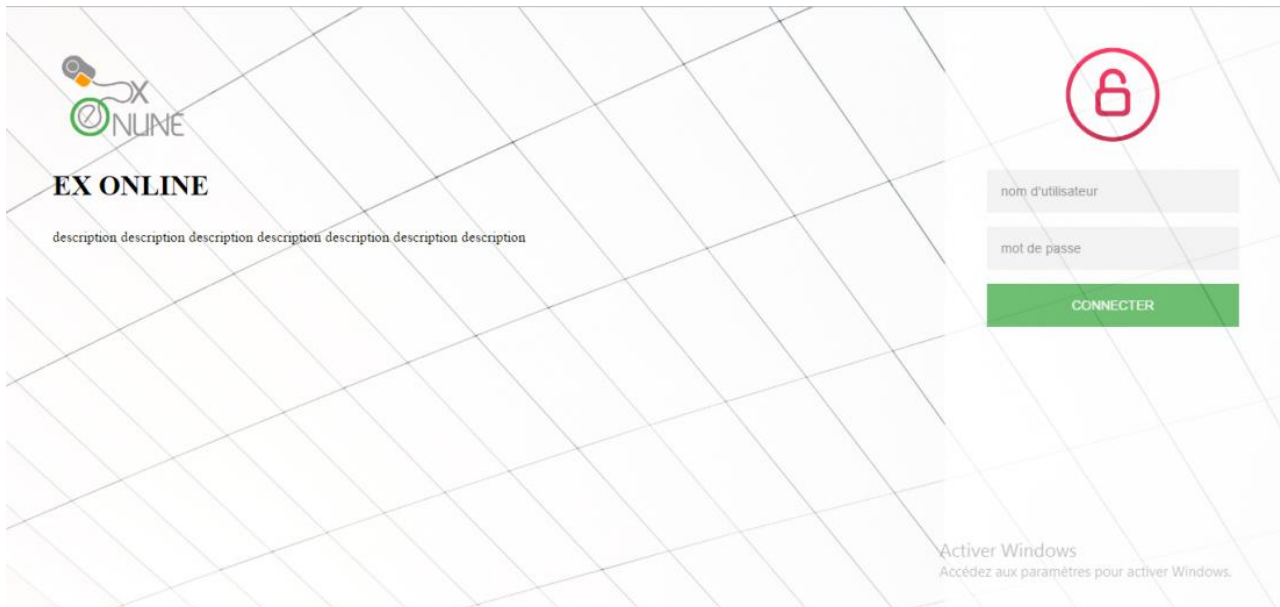 X
ONLINE
EX ONLINE
description description description description description description description
nom d'utilisateur
mot de passe
CONNECTER
Activer Windows
Accédez aux paramètres pour activer Windows.